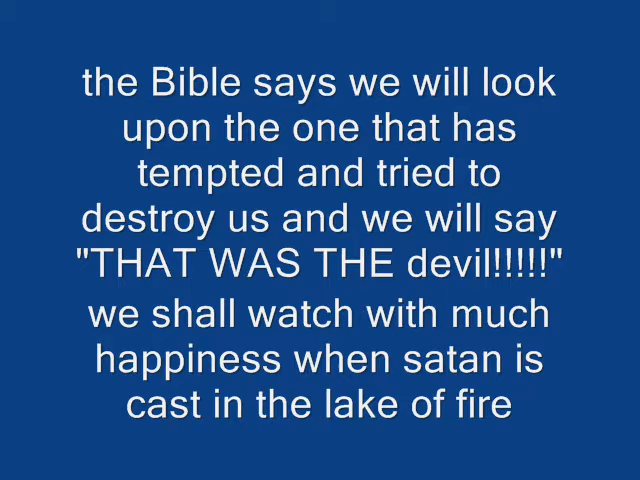 the Bible says we will look
upon the one that has
tempted and tried to
destroy us and we will say
"THAT WAS THE devil!!!!!"
we shall watch with much
happiness when satan is
cast in the lake of fire